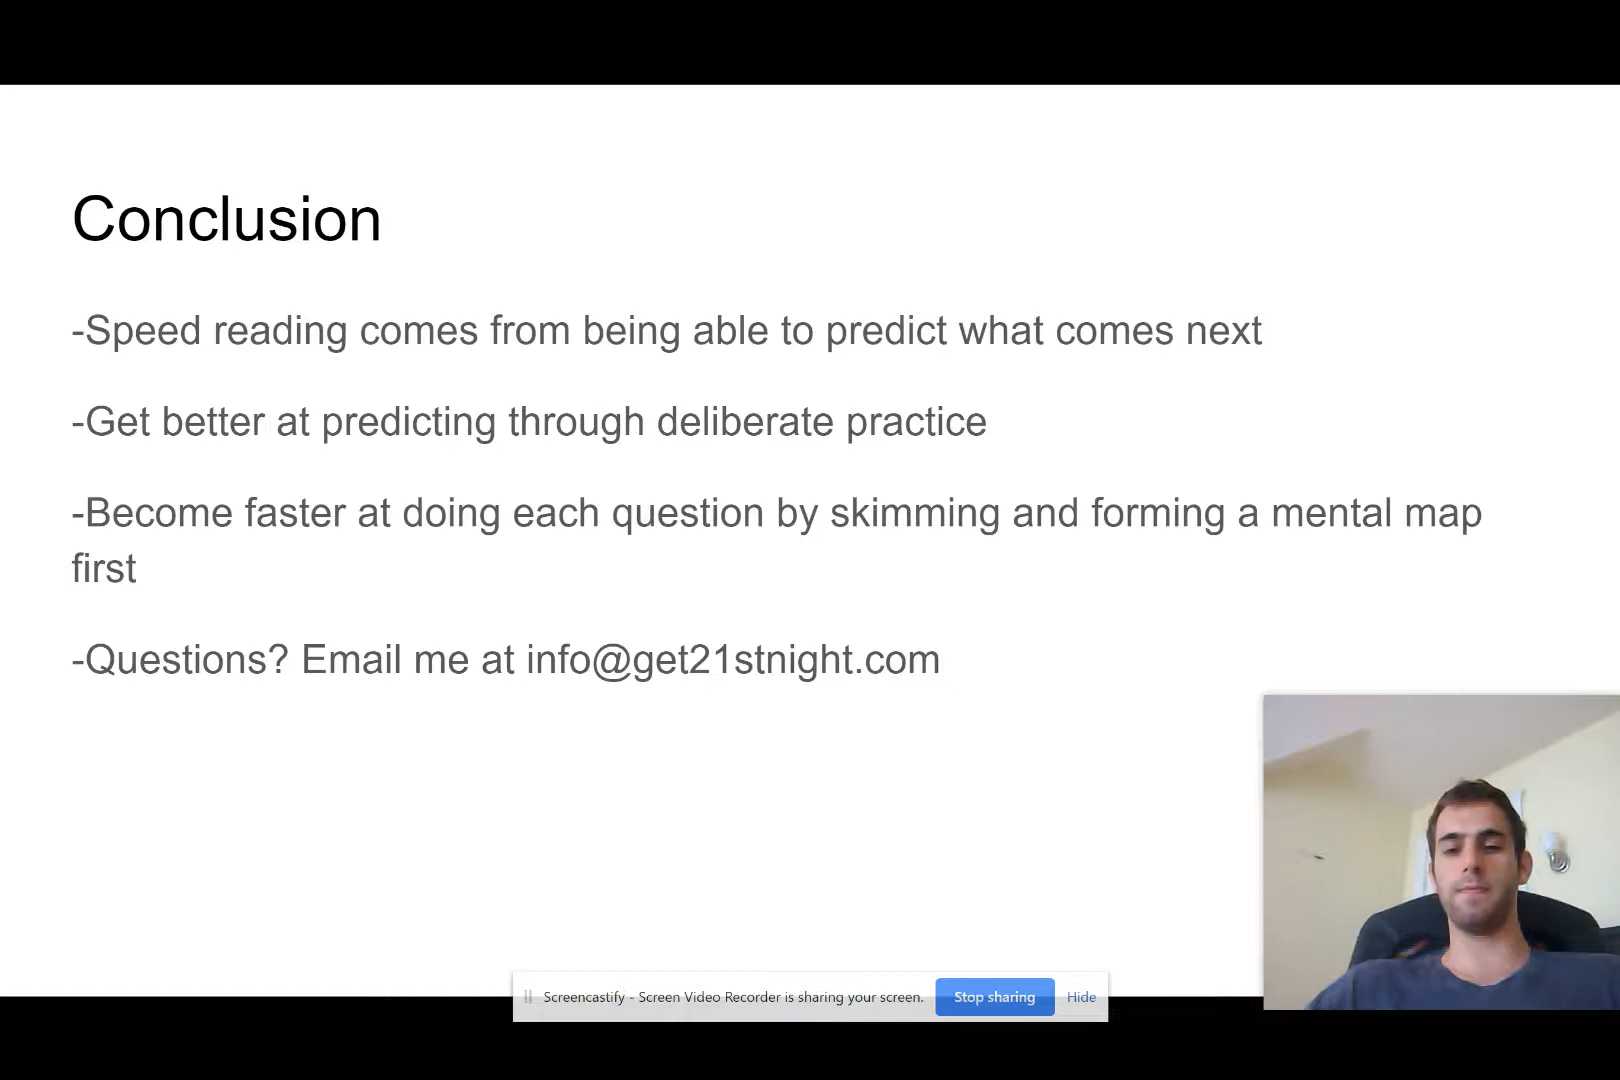 Conclusion
-Speed reading comes from being able to predict what comes next
-Get better at predicting through deliberate practice
-Become faster at doing each question by skimming and forming a mental map
first
-Questions? Email me at info@get21stnight.com
Screencastify - Screen Video Recorder is sharing your screen. Stop sharing Hide